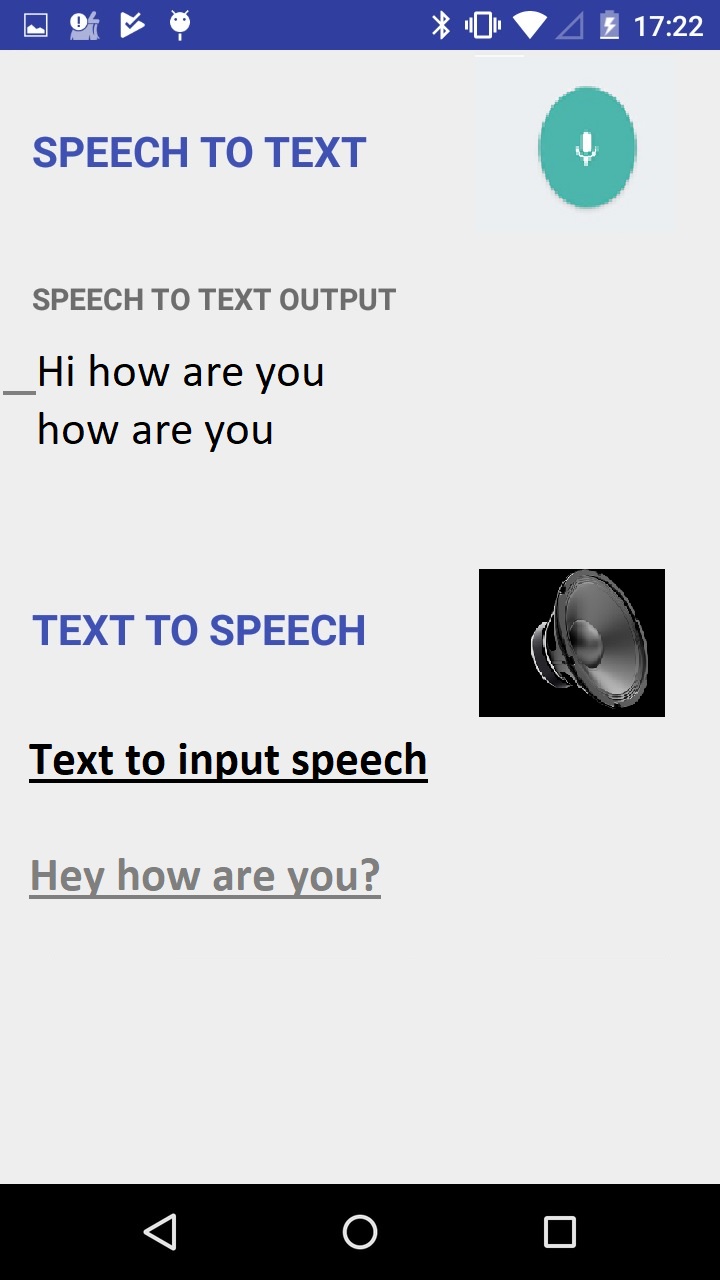 17:22
SPEECH TO TEXT
SPEECH TO TEXT OUTPUT
Hi how are you
how are you
TEXT TO SPEECH
Text to input speech
Hey how are you?